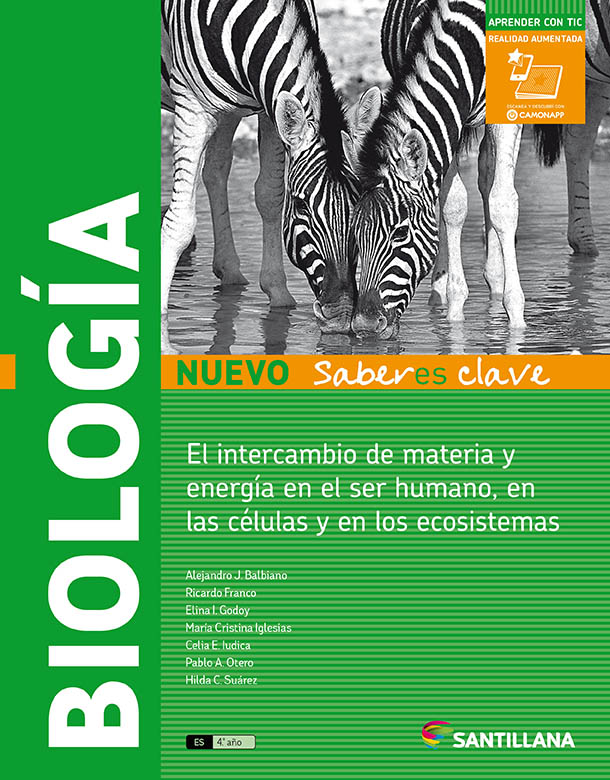 APRENDER CON TIC
REALIDAD AUMENTADA
ESCANEA Y DESCUBRÍ CON
CAMONAPP
BIOLOGÍA
NUEVO Saberes clave
El intercambio de materia y
energía en el ser humano, en
las células y en los ecosistemas
Alejandro J. Balbiano
Ricardo Franco
Elina I. Godoy
María Cristina Iglesias
Celia E. Iudica
Pablo A. Otero
Hilda C. Suárez
ES 4.° año
SANTILLANA